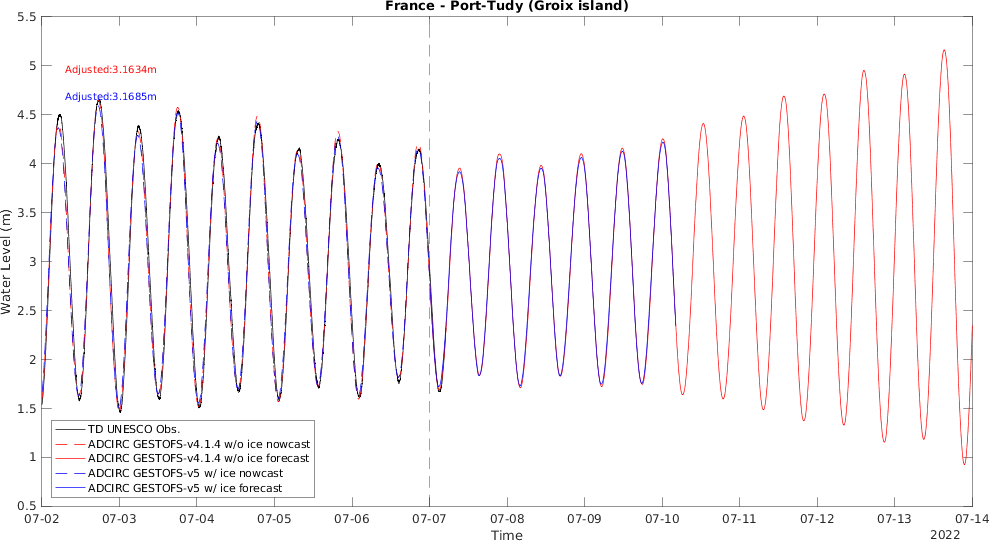 France - Port-Tudy (Groix island)
5.5
5
4.5
4
3.5
3
2.5
2
1.5
1
0.5
Water Level (m)
Adjusted:3.1634m
Adjusted:3.1685m
TD UNESCO Obs.
ADCIRC GESTOFS-v4.1.4 w/o ice nowcast
ADCIRC GESTOFS-v4.1.4 w/o ice forecast
ADCIRC GESTOFS-v5 w/ ice nowcast
ADCIRC GESTOFS-v5 w/ ice forecast
07-02 07-03 07-04 07-05 07-06 07-07 07-08 07-09 07-10 07-11 07-12 07-13 07-14
Time
2022